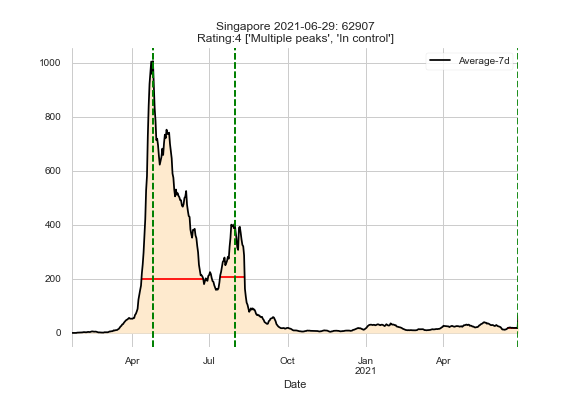 Singapore 2021-06-29: 62907
Rating:4 ['Multiple peaks', 'In control']
Average-7d
1000
800
600
400
200
0
Apr Jul Oct Jan Apr
2021
Date